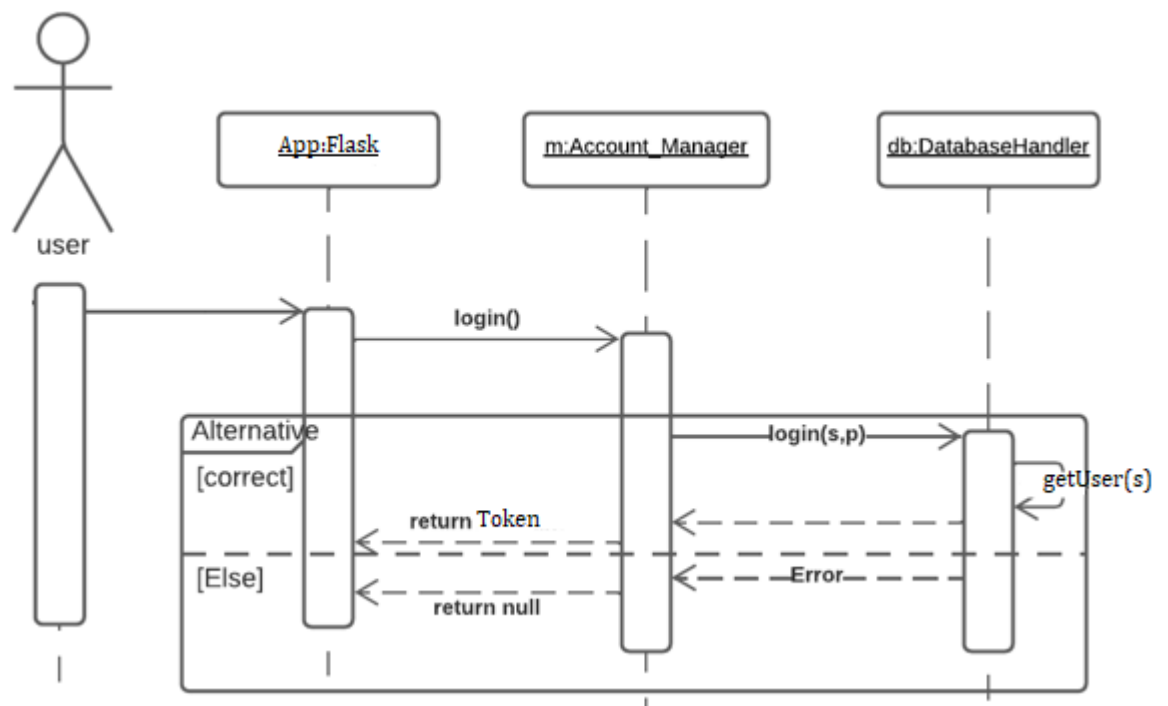 App:Flask
m:Account_Manager
db:DatabaseHandler
user
login()
Alternative
login(s,p)
[correct]
getUser(s)
return Token
[Else]
Error
return null